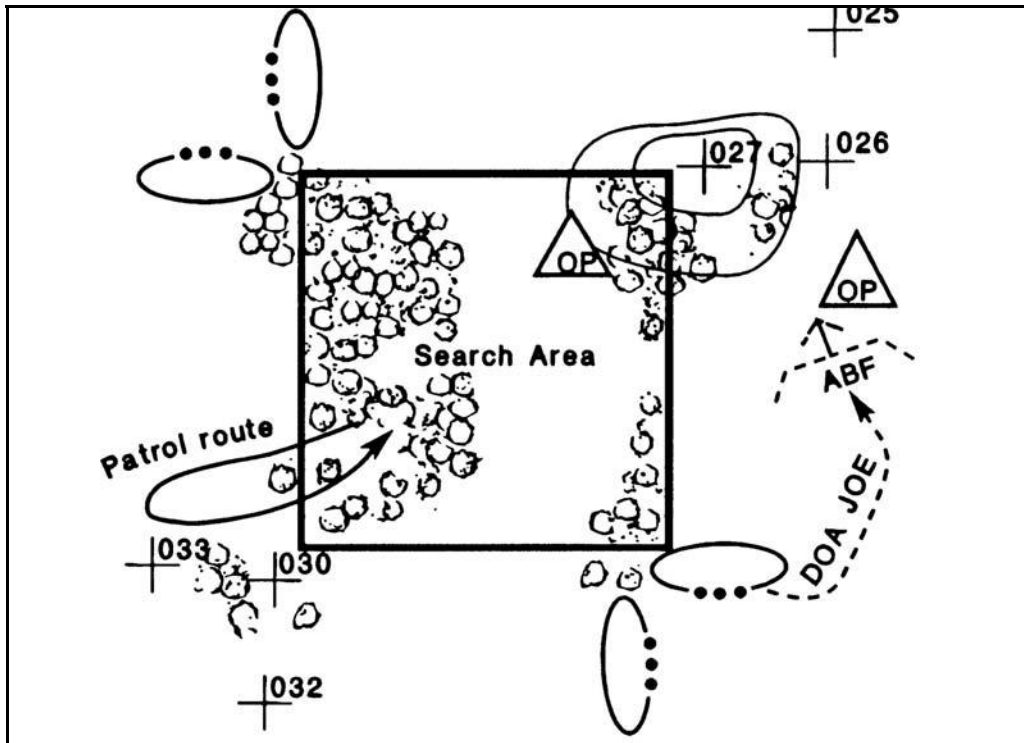 025
027
026
OP
OP
Search Area
ABF
Patrol route
DOA JOE
033
030
032